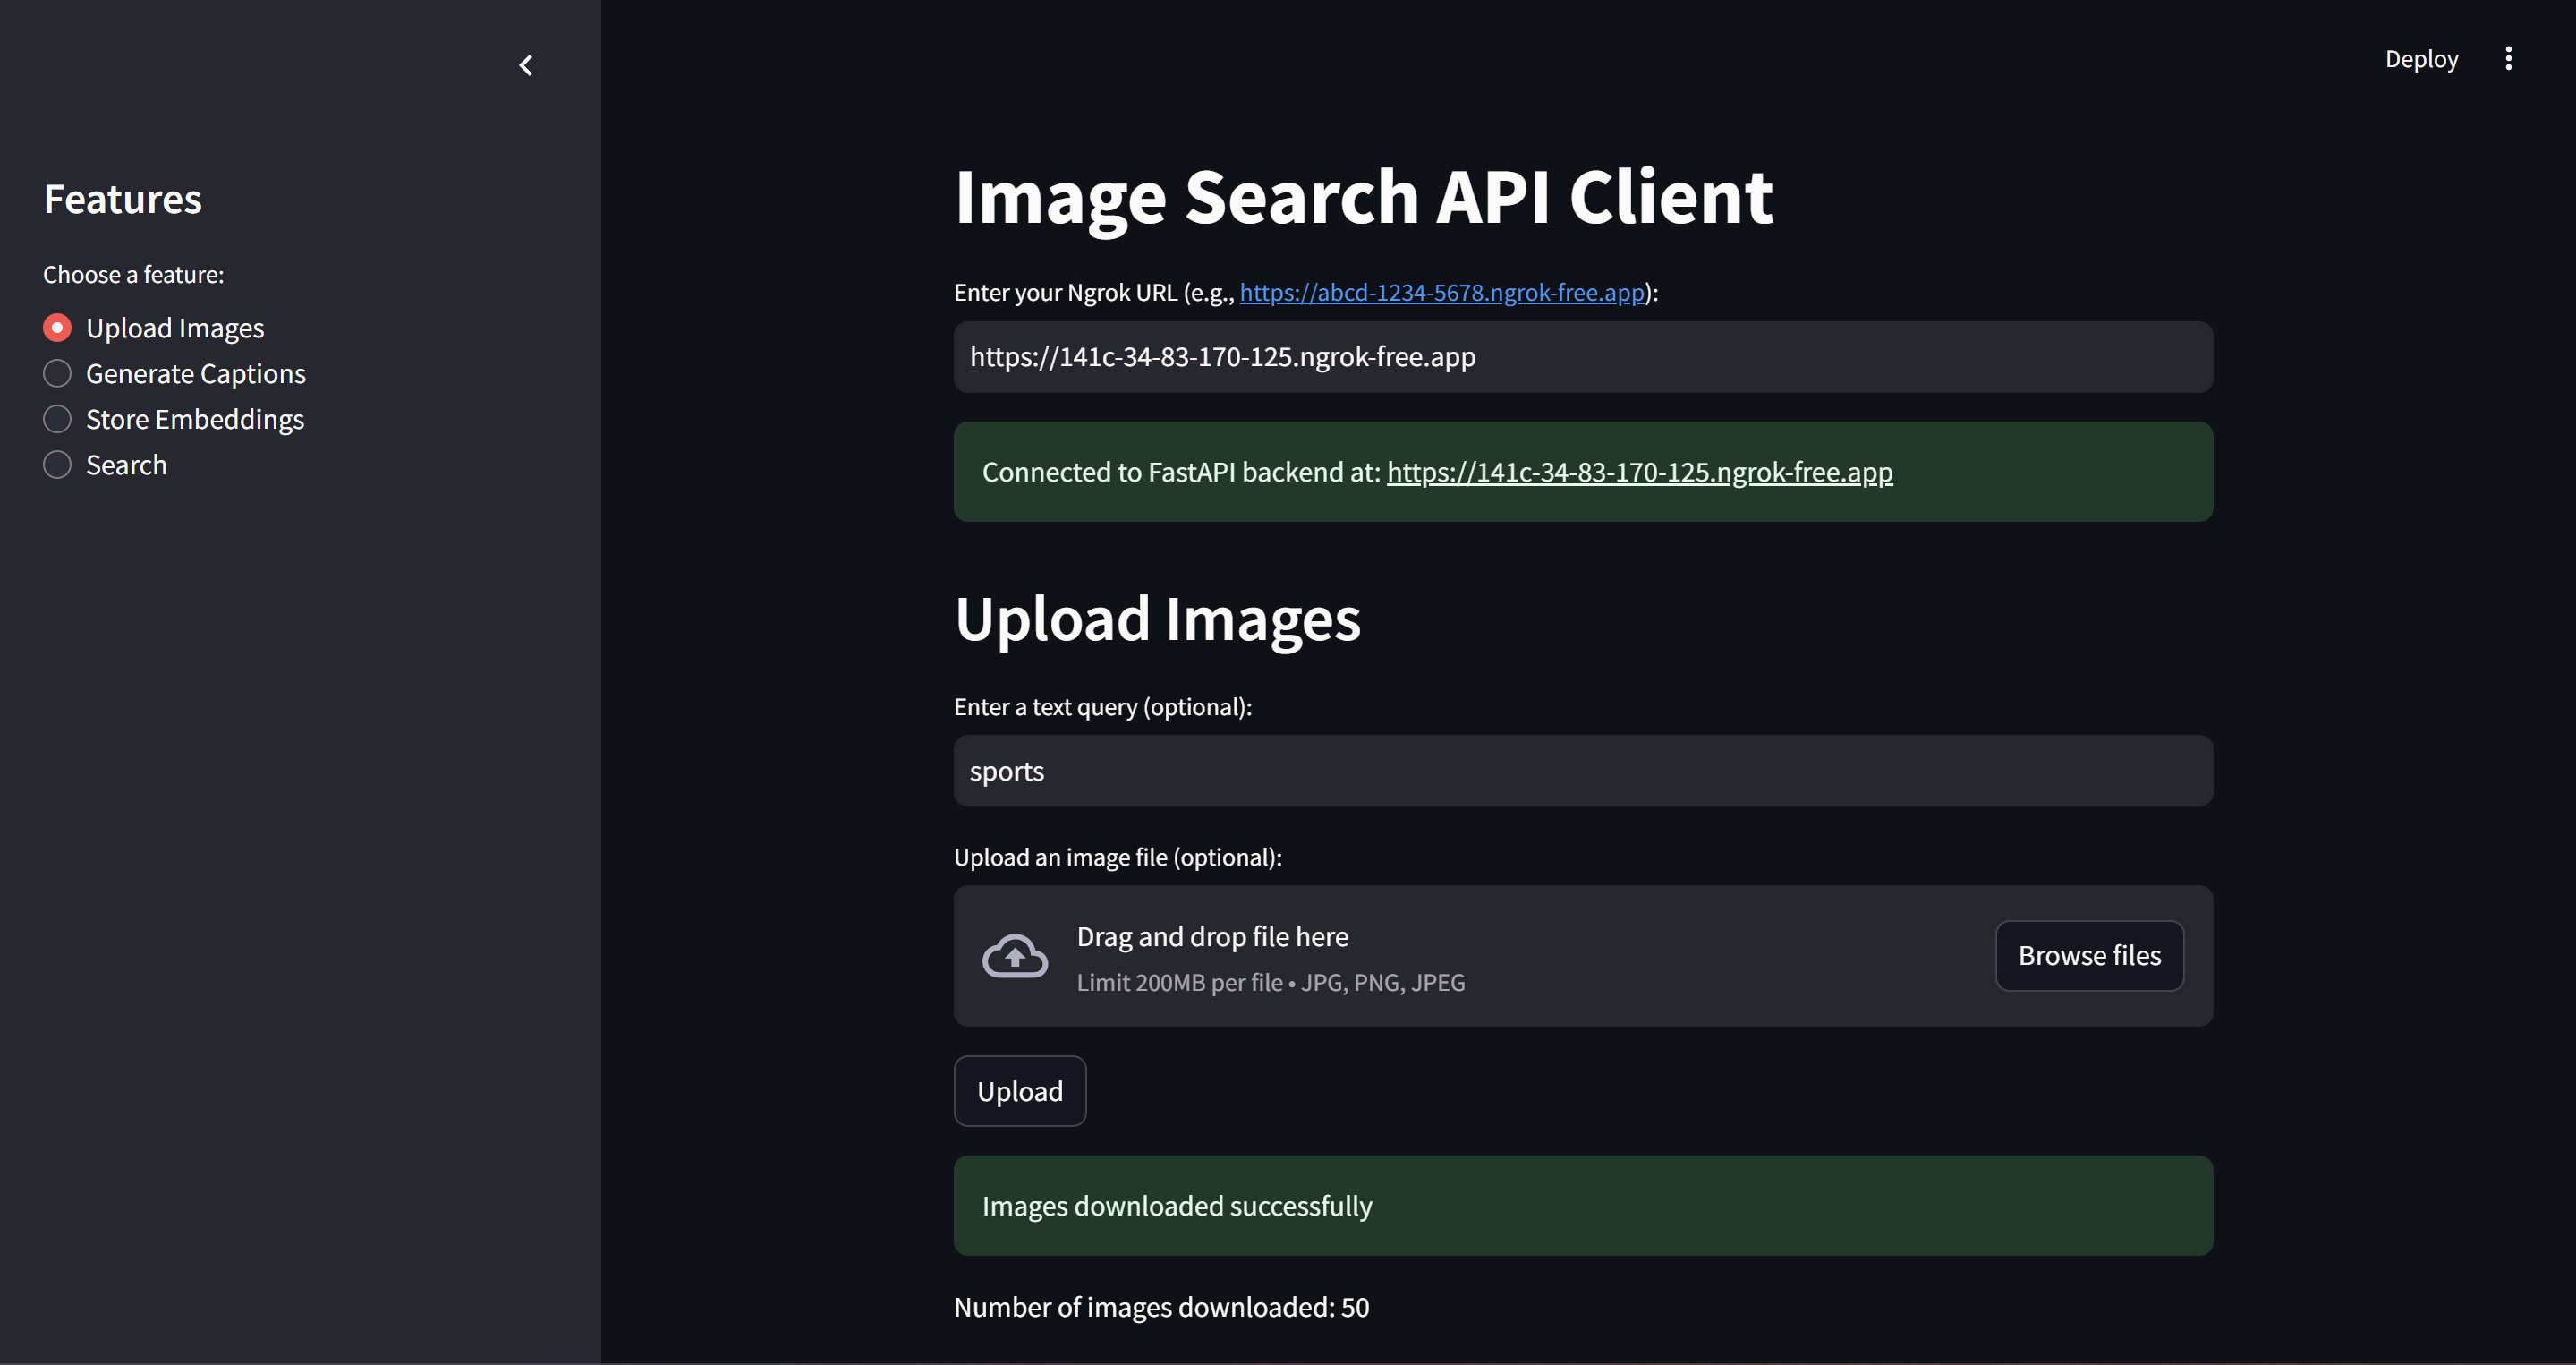 Deploy
Features
Choose a feature:
Upload Images
Generate Captions
Store Embeddings
Search
Image Search API Client
Enter your Ngrok URL (e.g., https://abcd-1234-5678.ngrok-free.app):
https://141c-34-83-170-125.ngrok-free.app
Connected to FastAPI backend at: https://141c-34-83-170-125.ngrok-free.app
Upload Images
Enter a text query (optional):
sports
Upload an image file (optional):
Drag and drop file here
Limit 200MB per file • JPG, PNG, JPEG
Browse files
Upload
Images downloaded successfully
Number of images downloaded: 50